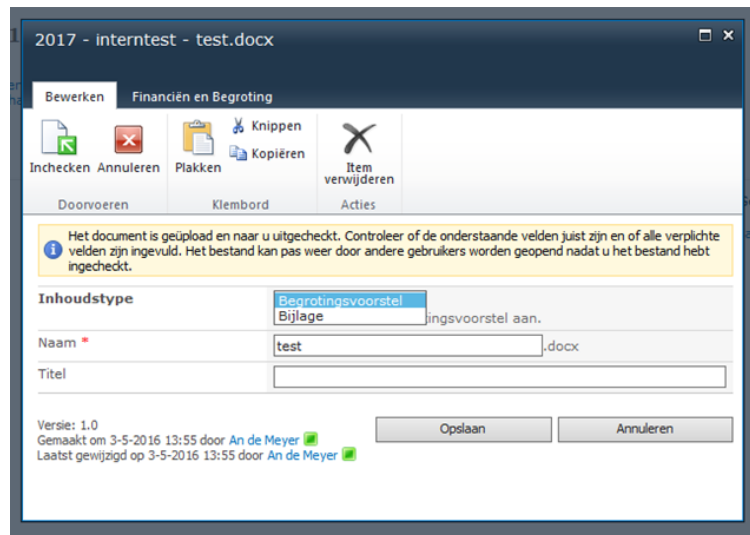 2017 - interntest - test.docx
Bewerken Financiën en Begroting
Inchecken Annuleren Plakken Knippen
Kopiëren
Item
verwijderen
Doorvoeren Klembord Acties
Het document is geüpload en naar u uitgecheckt. Controleer of de onderstaande velden juist zijn en of alle verplichte
velden zijn ingevuld. Het bestand kan pas weer door andere gebruikers worden geopend nadat u het bestand hebt
ingecheckt.
Inhoudstype Begrotingsvoorstel
Bijlage ingsvoorstel aan.
Naam * test .docx
Titel
Versie: 1.0 Opslaan Annuleren
Gemaakt om 3-5-2016 13:55 door An de Meyer
Laatst gewijzigd op 3-5-2016 13:55 door An de Meyer